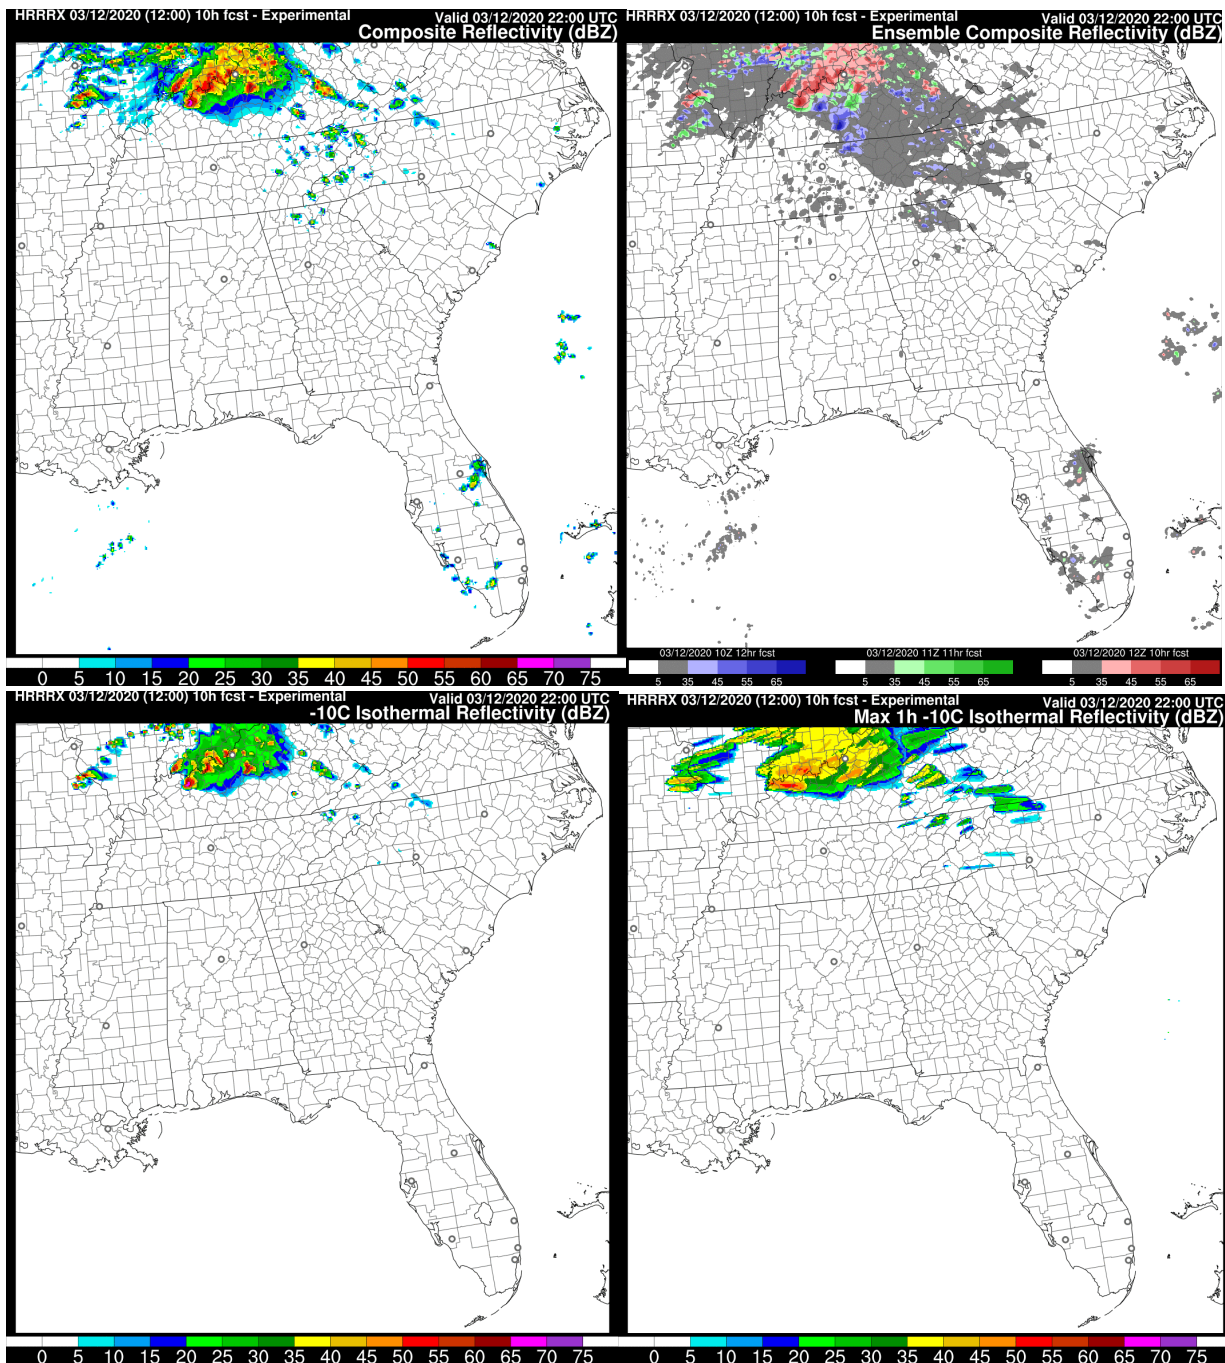 HRRRX 03/12/2020 (12:00) 10h fcst - Experimental Valid 03/12/2020 22:00 UTC
Composite Reflectivity (dBZ)
0 5 10 15 20 25 30 35 40 45 50 55 60 65 70 75
HRRRX 03/12/2020 (12:00) 10h fcst - Experimental Valid 03/12/2020 22:00 UTC
Ensemble Composite Reflectivity (dBZ)
03/12/2020 10Z 12hr fcst 03/12/2020 11Z 11hr fcst 03/12/2020 12Z 10hr fcst
5 35 45 55 65 5 35 45 55 65 5 35 45 55 65
HRRRX 03/12/2020 (12:00) 10h fcst - Experimental Valid 03/12/2020 22:00 UTC
-10C Isothermal Reflectivity (dBZ)
0 5 10 15 20 25 30 35 40 45 50 55 60 65 70 75
HRRRX 03/12/2020 (12:00) 10h fcst - Experimental Valid 03/12/2020 22:00 UTC
Max 1h -10C Isothermal Reflectivity (dBZ)
0 5 10 15 20 25 30 35 40 45 50 55 60 65 70 75